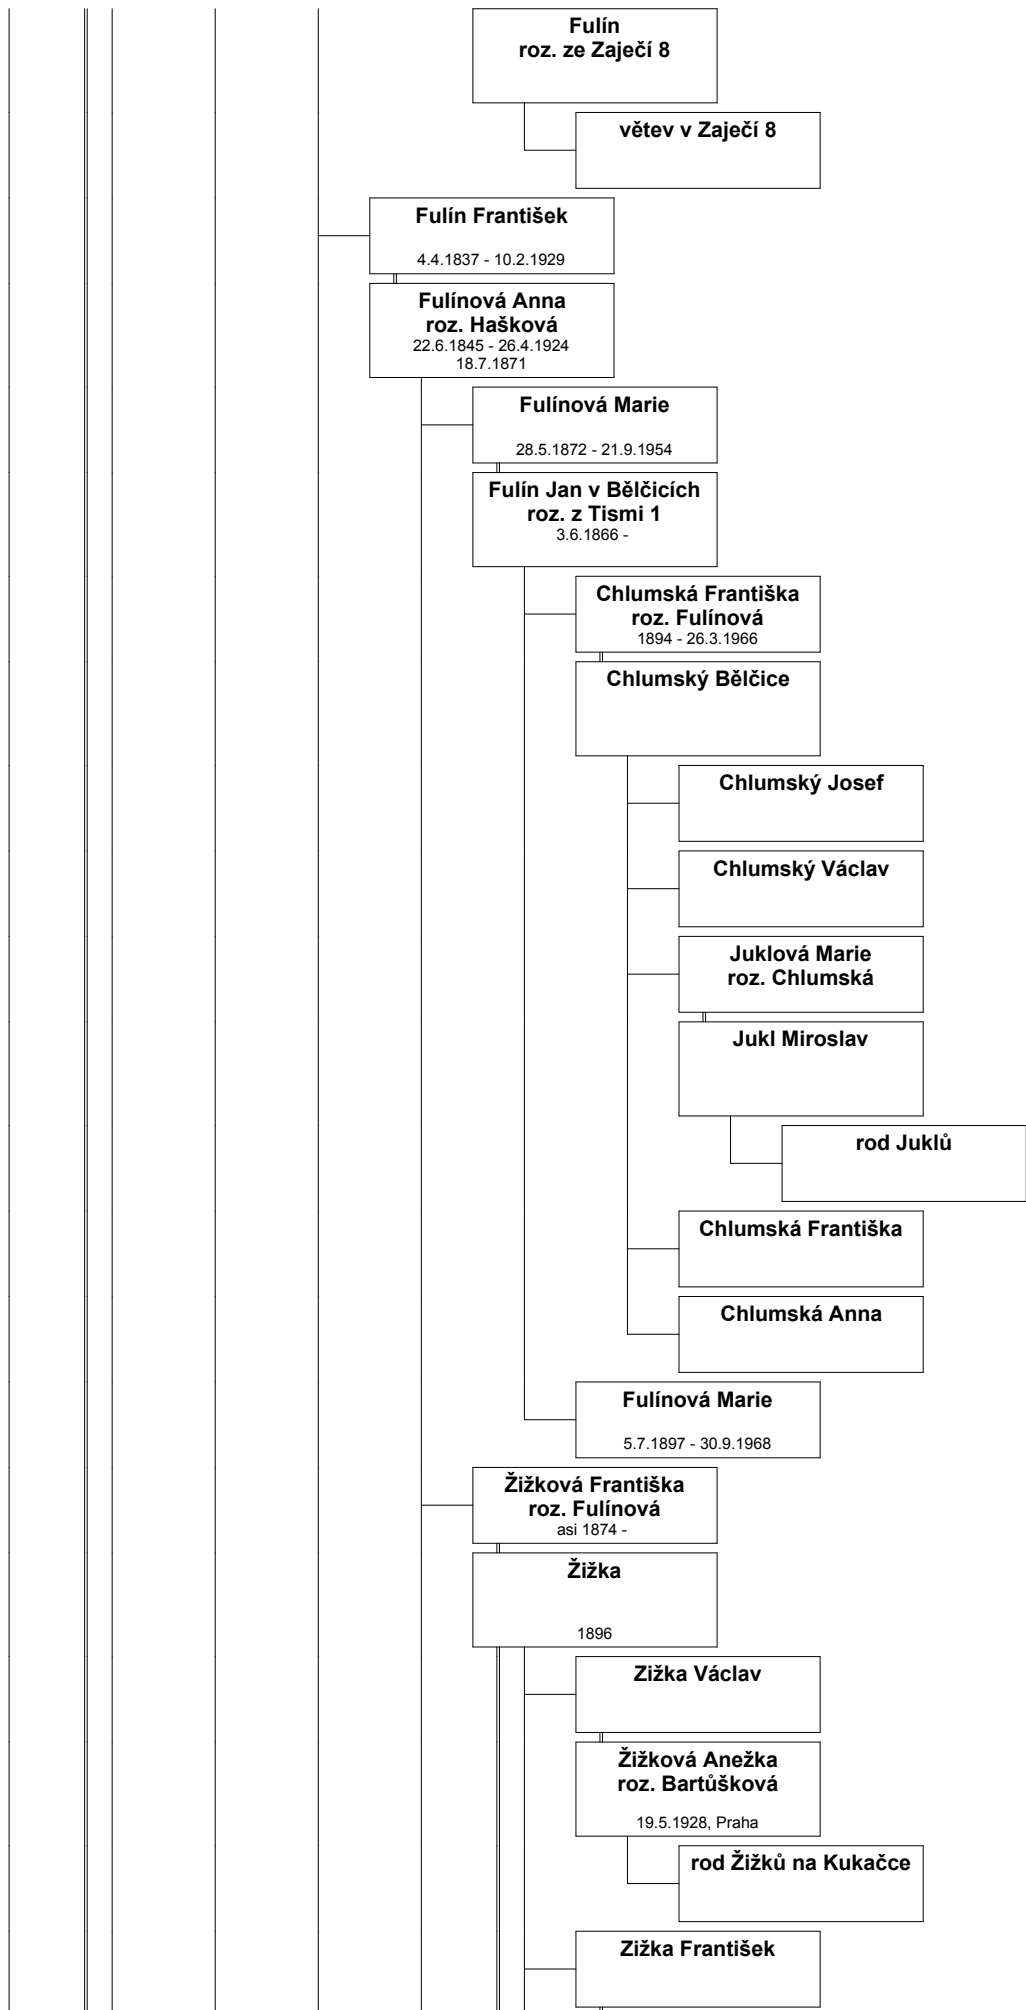 Fulín
roz. ze Zaječí 8
větev v Zaječí 8
Fulín František
4.4.1837 - 10.2.1929
Fulínová Anna
roz. Hašková
22.6.1845 - 26.4.1924
18.7.1871
Fulínová Marie
28.5.1872 - 21.9.1954
Fulín Jan v Bělčicích
roz. z Tismi 1
3.6.1866 -
Chlumská Františka
roz. Fulínová
1894 - 26.3.1966
Chlumský Bělčice
Chlumský Josef
Chlumský Václav
Juklová Marie
roz. Chlumská
Jukl Miroslav
rod Juklů
Chlumská Františka
Chlumská Anna
Fulínová Marie
5.7.1897 - 30.9.1968
Žižková Františka
roz. Fulínová
asi 1874 -
Žižka
1896
Zižka Václav
Žižková Anežka
roz. Bartůšková
19.5.1928, Praha
rod Žižků na Kukačce
Zižka František